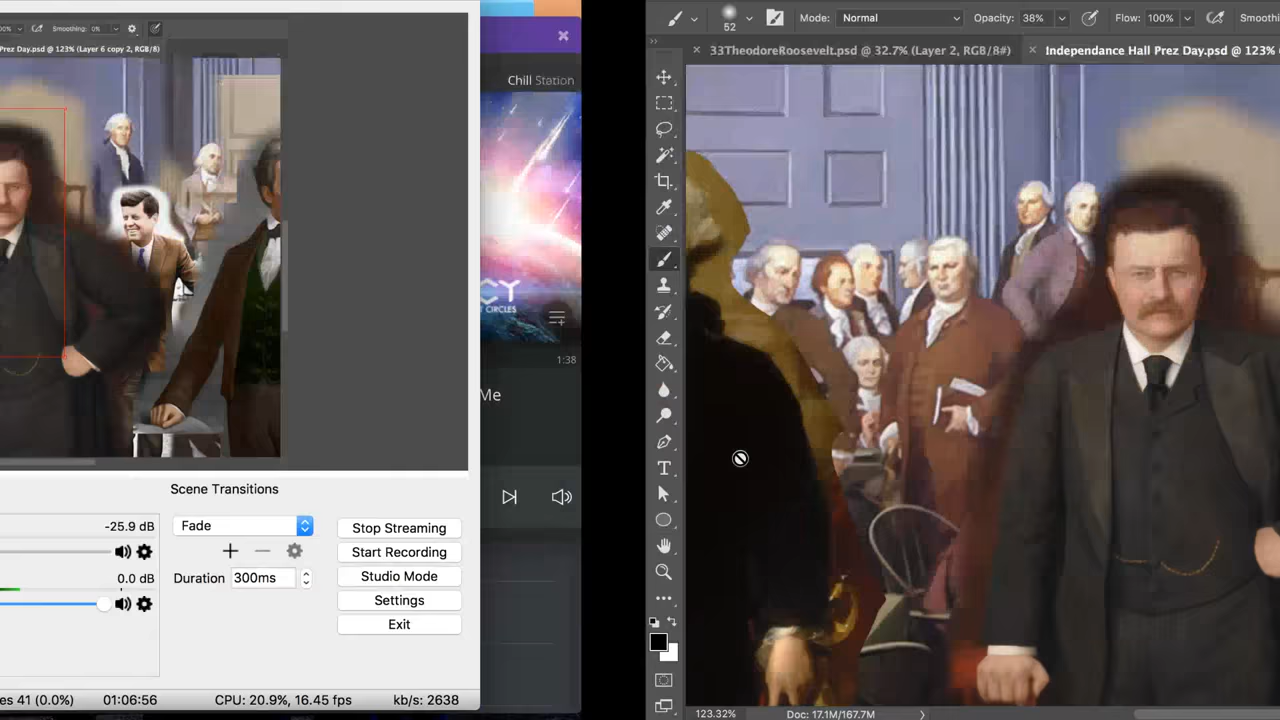 00%
Smoothing: 0%
Prez Day.psd @ 123% (Layer 6 copy 2, RGB/8)
Chill Station
CY
CIRCLES
1:38
Me
Scene Transitions
-25.9 dB
Fade
Stop Streaming
Start Recording
0.0 dB
Duration 300ms
Studio Mode
Settings
Exit
es 41 (0.0%) 01:06:56 CPU: 20.9%, 16.45 fps kb/s: 2638
52
Mode: Normal Opacity: 38% Flow: 100% Smoothi
33TheodoreRoosevelt.psd @ 32.7% (Layer 2, RGB/8#)
Independance Hall Prez Day.psd @ 123%
123.32% Doc: 17.1M/167.7M